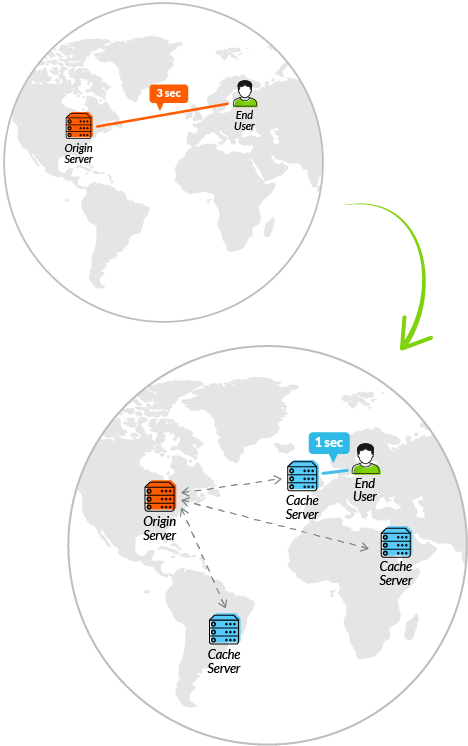 3 sec
End
User
Origin
Server
1 sec
End
User
Cache
Server
Origin
Server
Cache
Server
Cache
Server